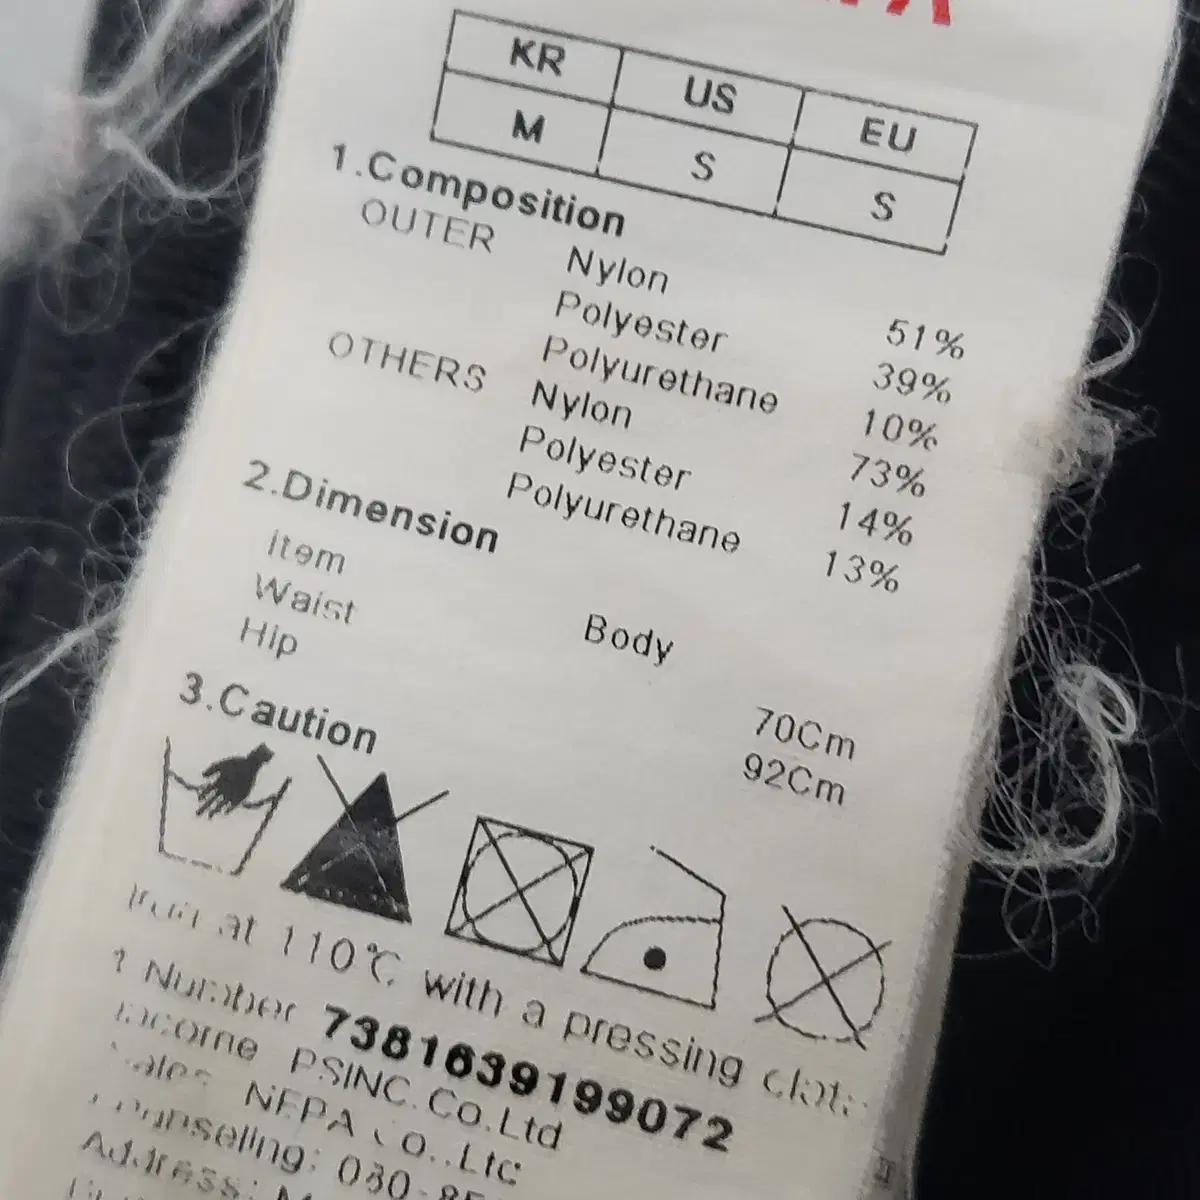 KR US EU
M S S
1.Composition
OUTER Nylon 51%
Polyester 39%
Polyurethane 10%
OTHERS Nylon 73%
Polyester 14%
Polyurethane 13%
2.Dimension
Item Body
Waist 70Cm
Hip 92Cm
3.Caution
at 110℃ with a pressing
Number 7381639199072
PSINC.Co.Ltd
NEPA Co.,Ltd